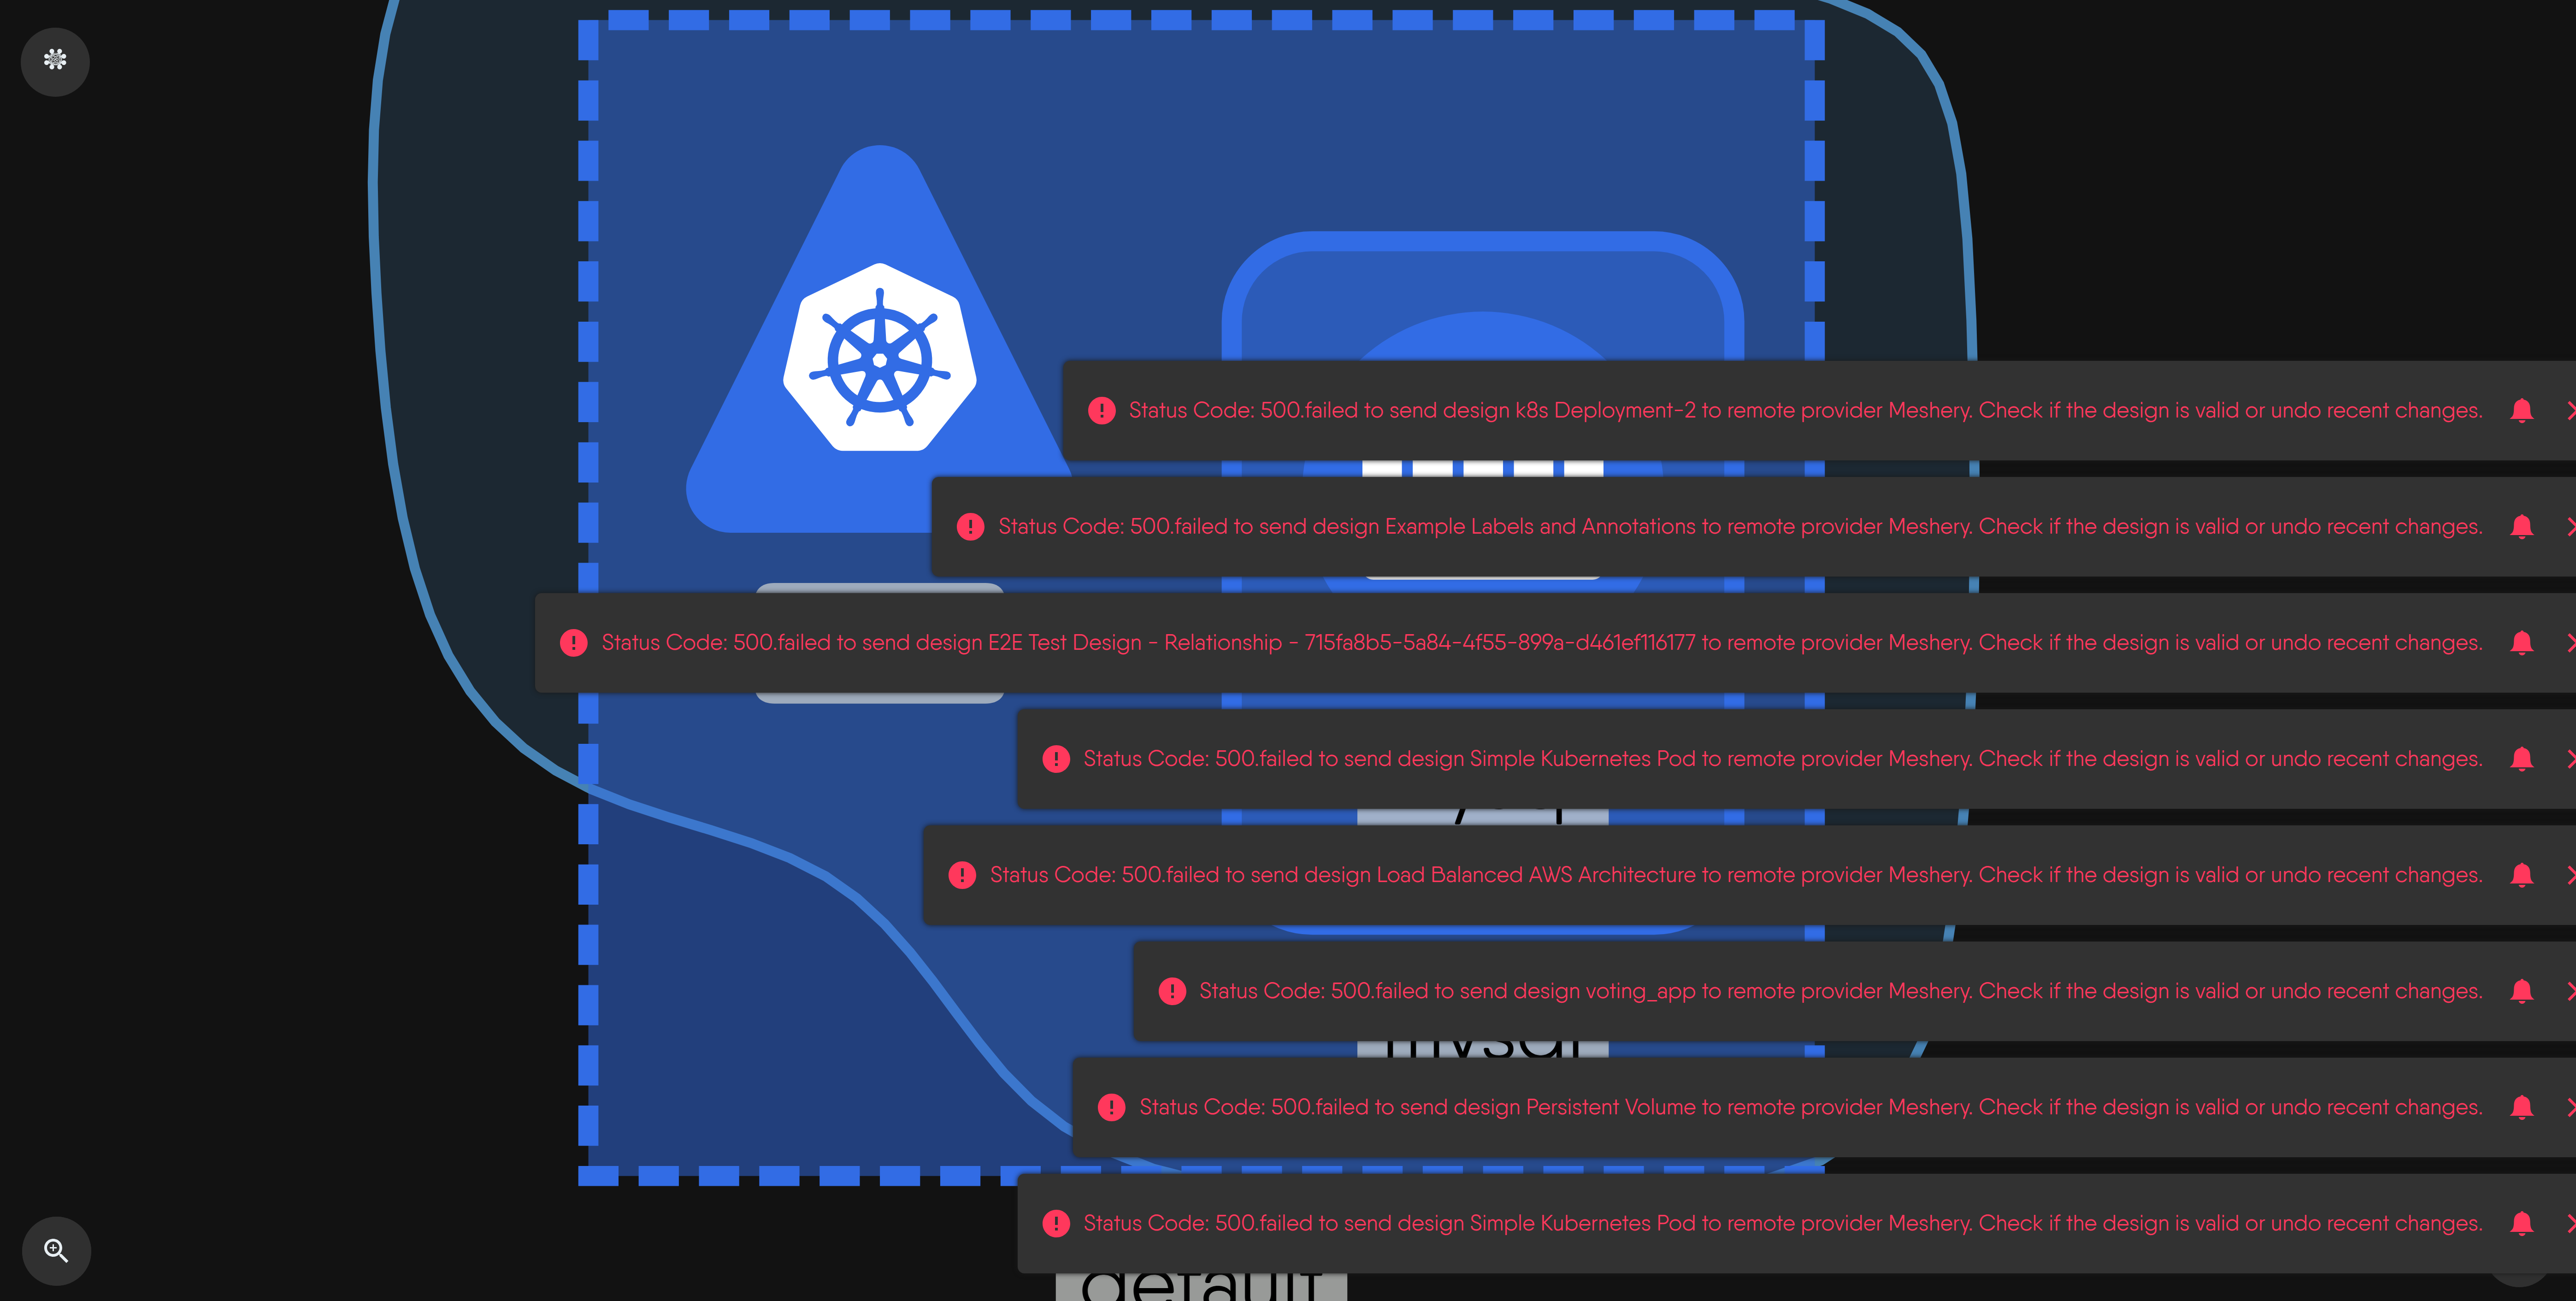 Status Code: 500.failed to send design k8s Deployment-2 to remote provider Meshery. Check if the design is valid or undo recent changes.
Status Code: 500.failed to send design Example Labels and Annotations to remote provider Meshery. Check if the design is valid or undo recent changes.
Status Code: 500.failed to send design E2E Test Design - Relationship - 715fa8b5-5a84-4f55-899a-d461ef116177 to remote provider Meshery. Check if the design is valid or undo recent changes.
Status Code: 500.failed to send design Simple Kubernetes Pod to remote provider Meshery. Check if the design is valid or undo recent changes.
Status Code: 500.failed to send design Load Balanced AWS Architecture to remote provider Meshery. Check if the design is valid or undo recent changes.
Status Code: 500.failed to send design voting_app to remote provider Meshery. Check if the design is valid or undo recent changes.
mysql
Status Code: 500.failed to send design Persistent Volume to remote provider Meshery. Check if the design is valid or undo recent changes.
Status Code: 500.failed to send design Simple Kubernetes Pod to remote provider Meshery. Check if the design is valid or undo recent changes.
default